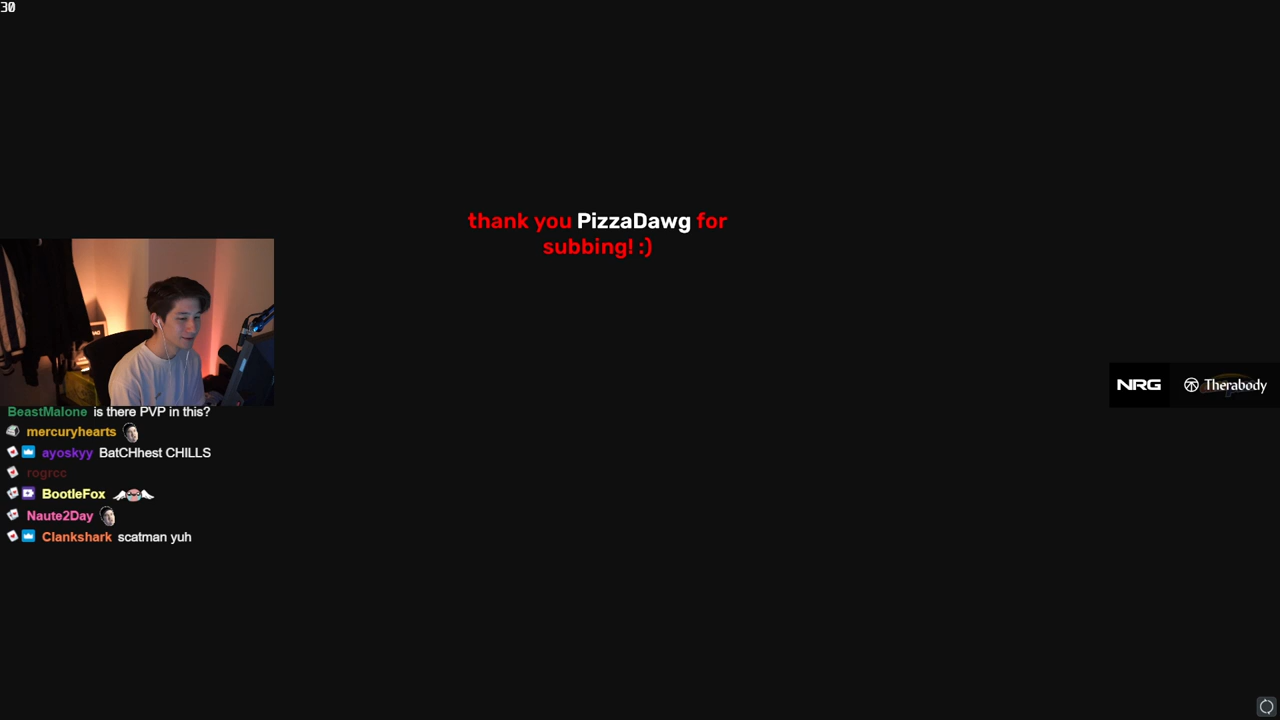 30
thank you PizzaDawg for
subbing! :)
NRG
Therabody
BeastMalone is there PVP in this?
mercuryhearts
ayoskyy BatCHhest CHILLS
rogrcc
BootleFox
Naute2Day
Clankshark scatman yuh